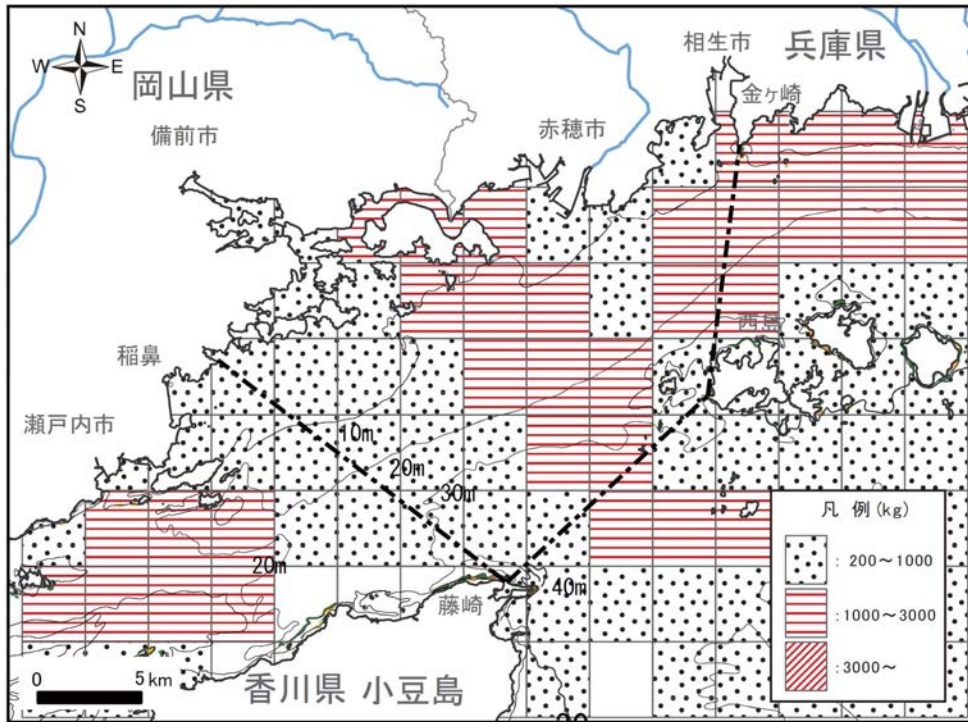 N
W E
S
岡山県
備前市
相生市
兵庫県
金ヶ崎
赤穂市
西島
稲鼻
瀬戸内市
10m
20m
30m
20m
40m
藤崎
香川県 小豆島
0 5km
凡 例(kg)
: 200～1000
: 1000～3000
:3000～